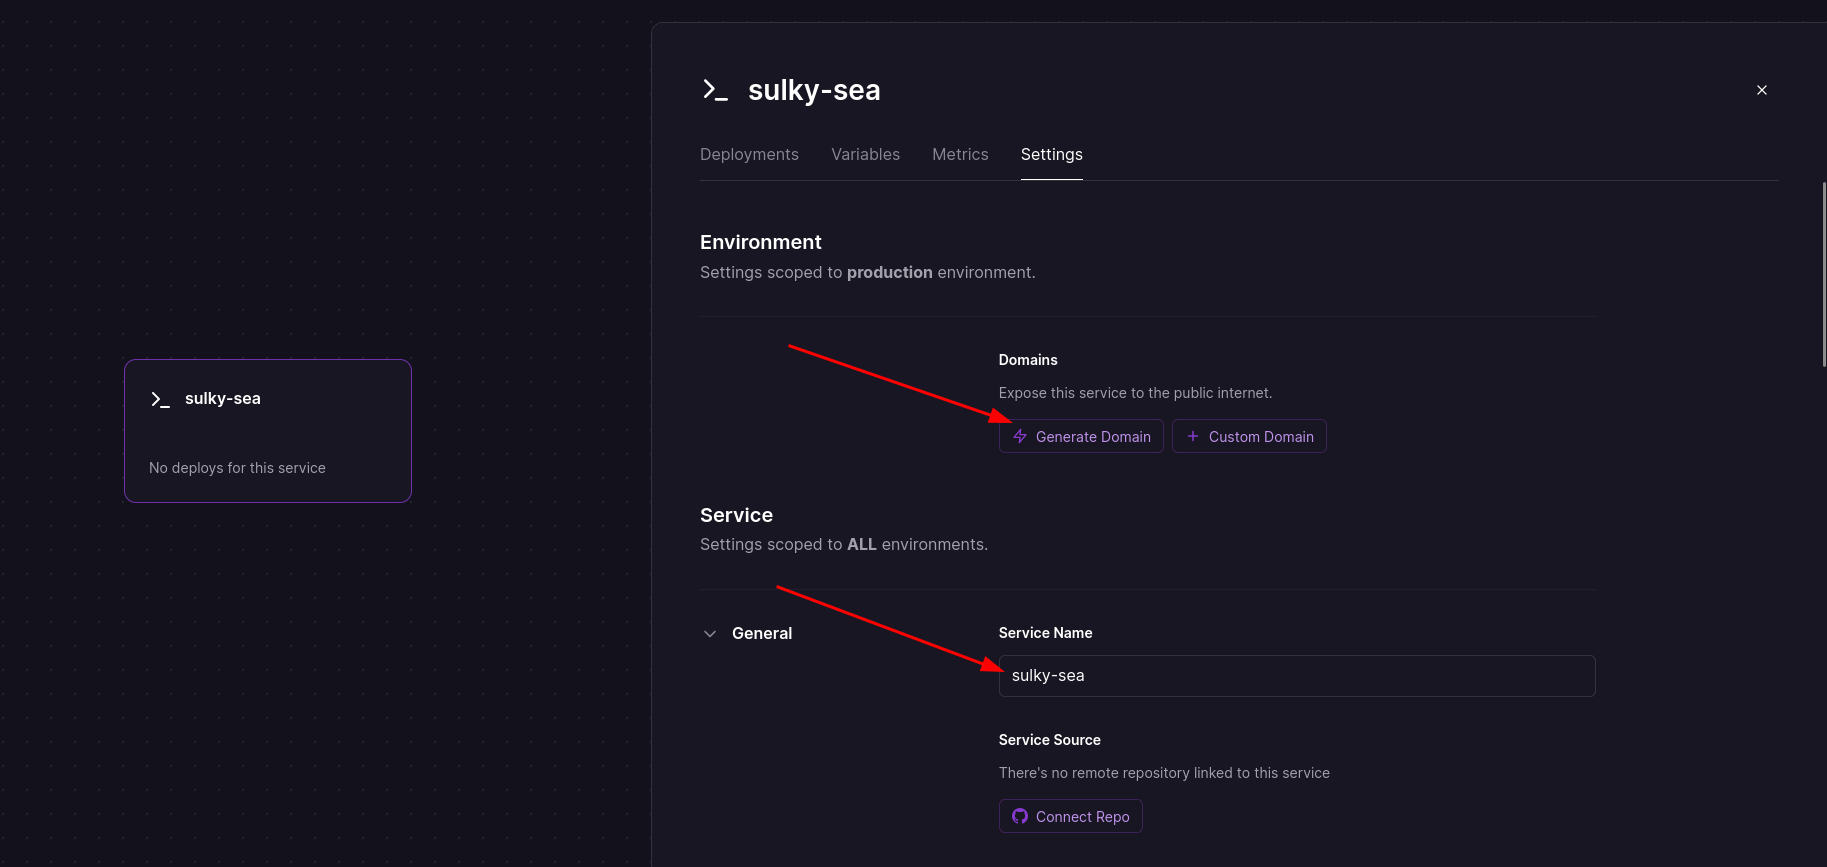 sulky-sea
No deploys for this service
sulky-sea
Deployments Variables Metrics Settings
Environment
Settings scoped to production environment.
Domains
Expose this service to the public internet.
Generate Domain Custom Domain
Service
Settings scoped to ALL environments.
General
Service Name
sulky-sea
Service Source
There's no remote repository linked to this service
Connect Repo